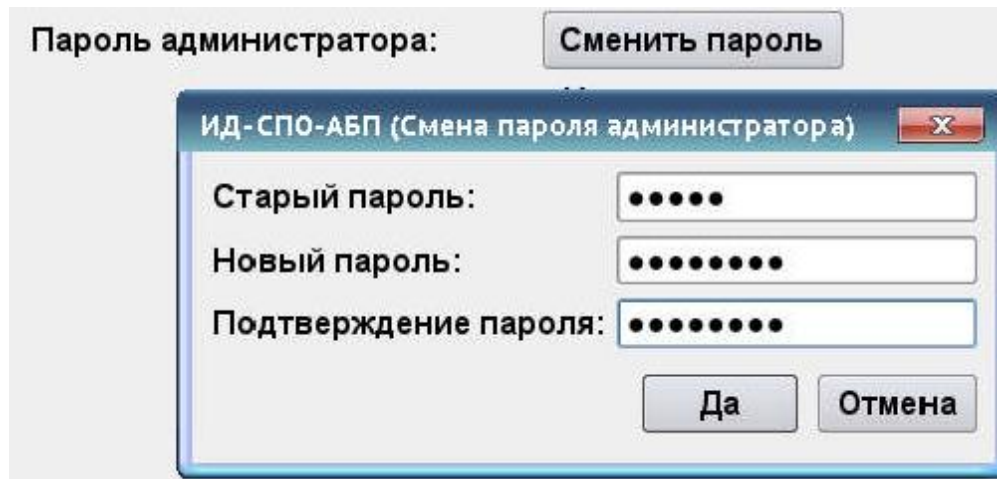 Пароль администратора: Сменить пароль
ИД-СПО-АБП (Смена пароля администратора)
Старый пароль: •••••
Новый пароль: ••••••••
Подтверждение пароля: ••••••••
Да Отмена